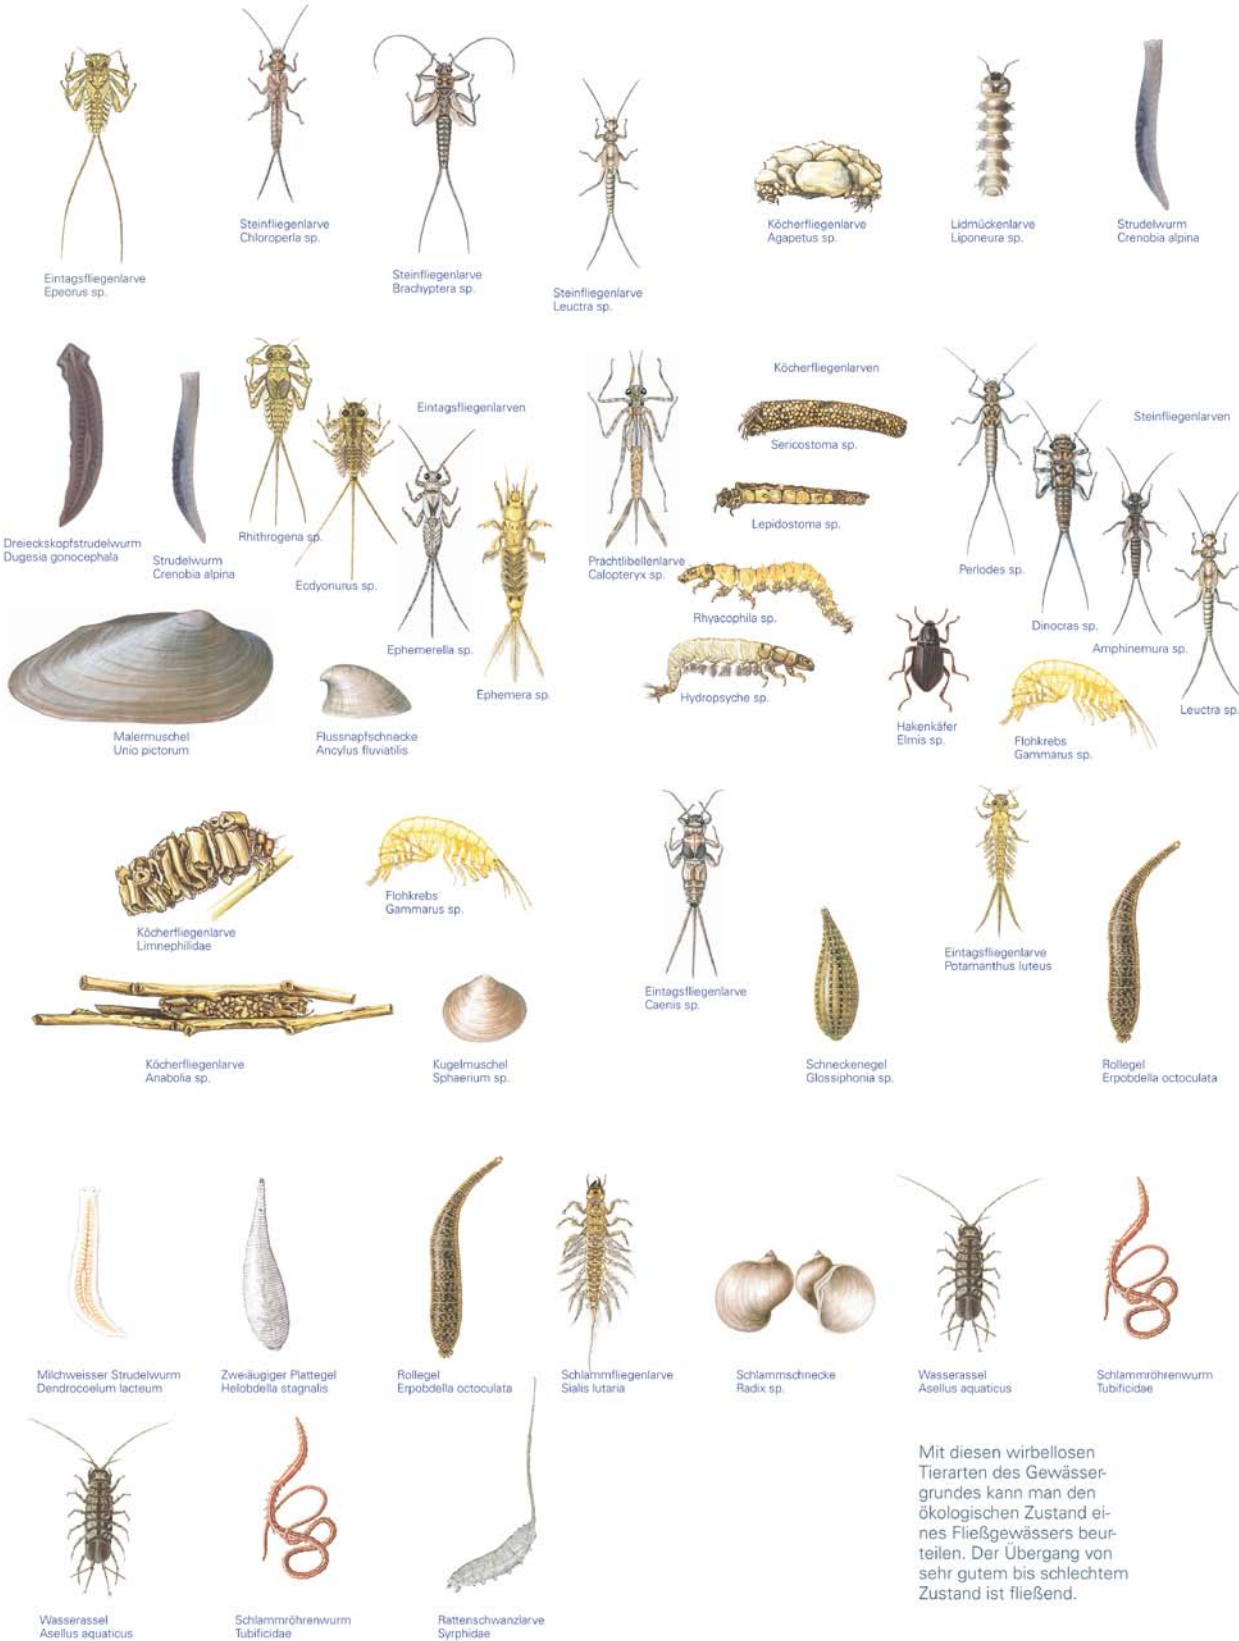 Steinfliegenlarve
Chloroperla sp.
Köcherfliegenlarve
Agapetus sp.
Lidmückenlarve
Liponeura sp.
Strudelwurm
Crenobia alpina
Eintagsfliegenlarve
Epeorus sp.
Steinfliegenlarve
Brachyptera sp.
Steinfliegenlarve
Leuctra sp.
Köcherfliegenlarven
Eintagsfliegenlarven
Steinfliegenlarven
Sericostoma sp.
Lepidostoma sp.
Dreieckskopfstrudelwurm
Dugesia gonocephala
Strudelwurm
Crenobia alpina
Rhithrogena sp.
Ecdyonurus sp.
Prachtlibellenlarve
Calopteryx sp.
Perlodes sp.
Rhyacophila sp.
Dinocras sp.
Ephemerella sp.
Amphinemura sp.
Ephemera sp.
Hydropsyche sp.
Leuctra sp.
Malermuschel
Unio pictorum
Flussnapfschnecke
Ancylus fluviatilis
Hakenkäfer
Elmis sp.
Flohkrebs
Gammarus sp.
Flohkrebs
Gammarus sp.
Köcherfliegenlarve
Limnephilidae
Eintagsfliegenlarve
Potamanthus luteus
Eintagsfliegenlarve
Caenis sp.
Köcherfliegenlarve
Anabolia sp.
Kugelmuschel
Sphaerium sp.
Schneckenegel
Glossiphonia sp.
Rollegel
Erpobdella octoculata
Milchweisser Strudelwurm
Dendrocoelum lacteum
Zweiäugiger Plattegel
Helobdella stagnalis
Rollegel
Erpobdella octoculata
Schlammfliegenlarve
Sialis lutaria
Schlammschnecke
Radix sp.
Wasserassel
Asellus aquaticus
Schlammröhrenwurm
Tubificidae
Wasserassel
Asellus aquaticus
Schlammröhrenwurm
Tubificidae
Rattenschwanzlarve
Syrphidae
Mit diesen wirbellosen
Tierarten des Gewässer-
grundes kann man den
ökologischen Zustand ei-
nes Fließgewässers beur-
teilen. Der Übergang von
sehr gutem bis schlechtem
Zustand ist fließend.